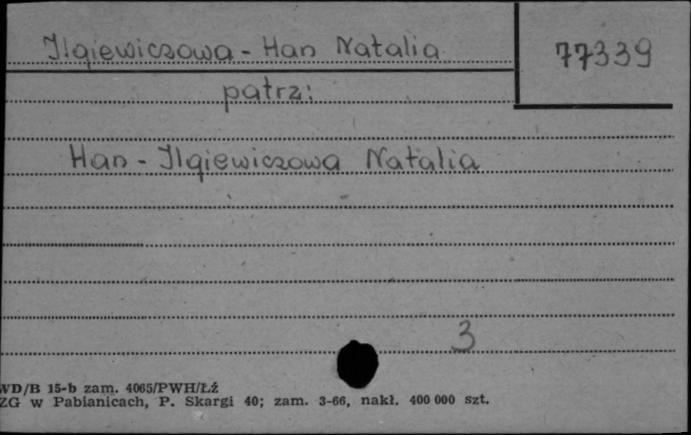 Ilgiewiczowa - Han Natalia
77339
patrz:
Han - Ilgiewiczowa Natalia
3
WD/B 15-b zam. 4065/PWH/ŁŹ
ZG w Pabianicach, P. Skargi 40; zam. 3-66, nakł. 400 000 szt.